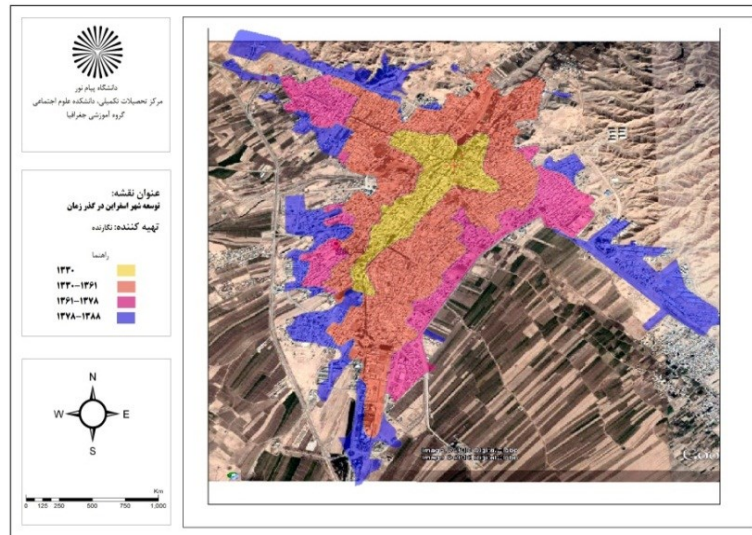 دانشگاه پیام نور
مرکز تحصیلات تکمیلی، دانشکده علوم اجتماعی
گروه آموزشی جغرافیا
عنوان نقشه:
توسعه شهر اسفراین در گذر زمان
تهیه کننده: نگارنده
راهنما
۱۳۳۰
۱۳۳۰-۱۳۶۱
۱۳۶۱-۱۳۷۸
۱۳۷۸-۱۳۸۸
N
W E
S
Km
0 125 250 500 750 1,000